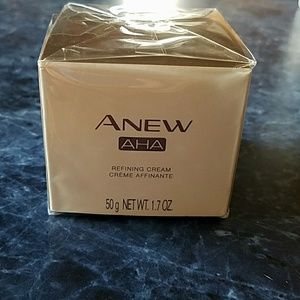 ANEW
AHA
REFINING CREAM
CRÈME AFFINANTE
50 g NET WT. 1.7 OZ.